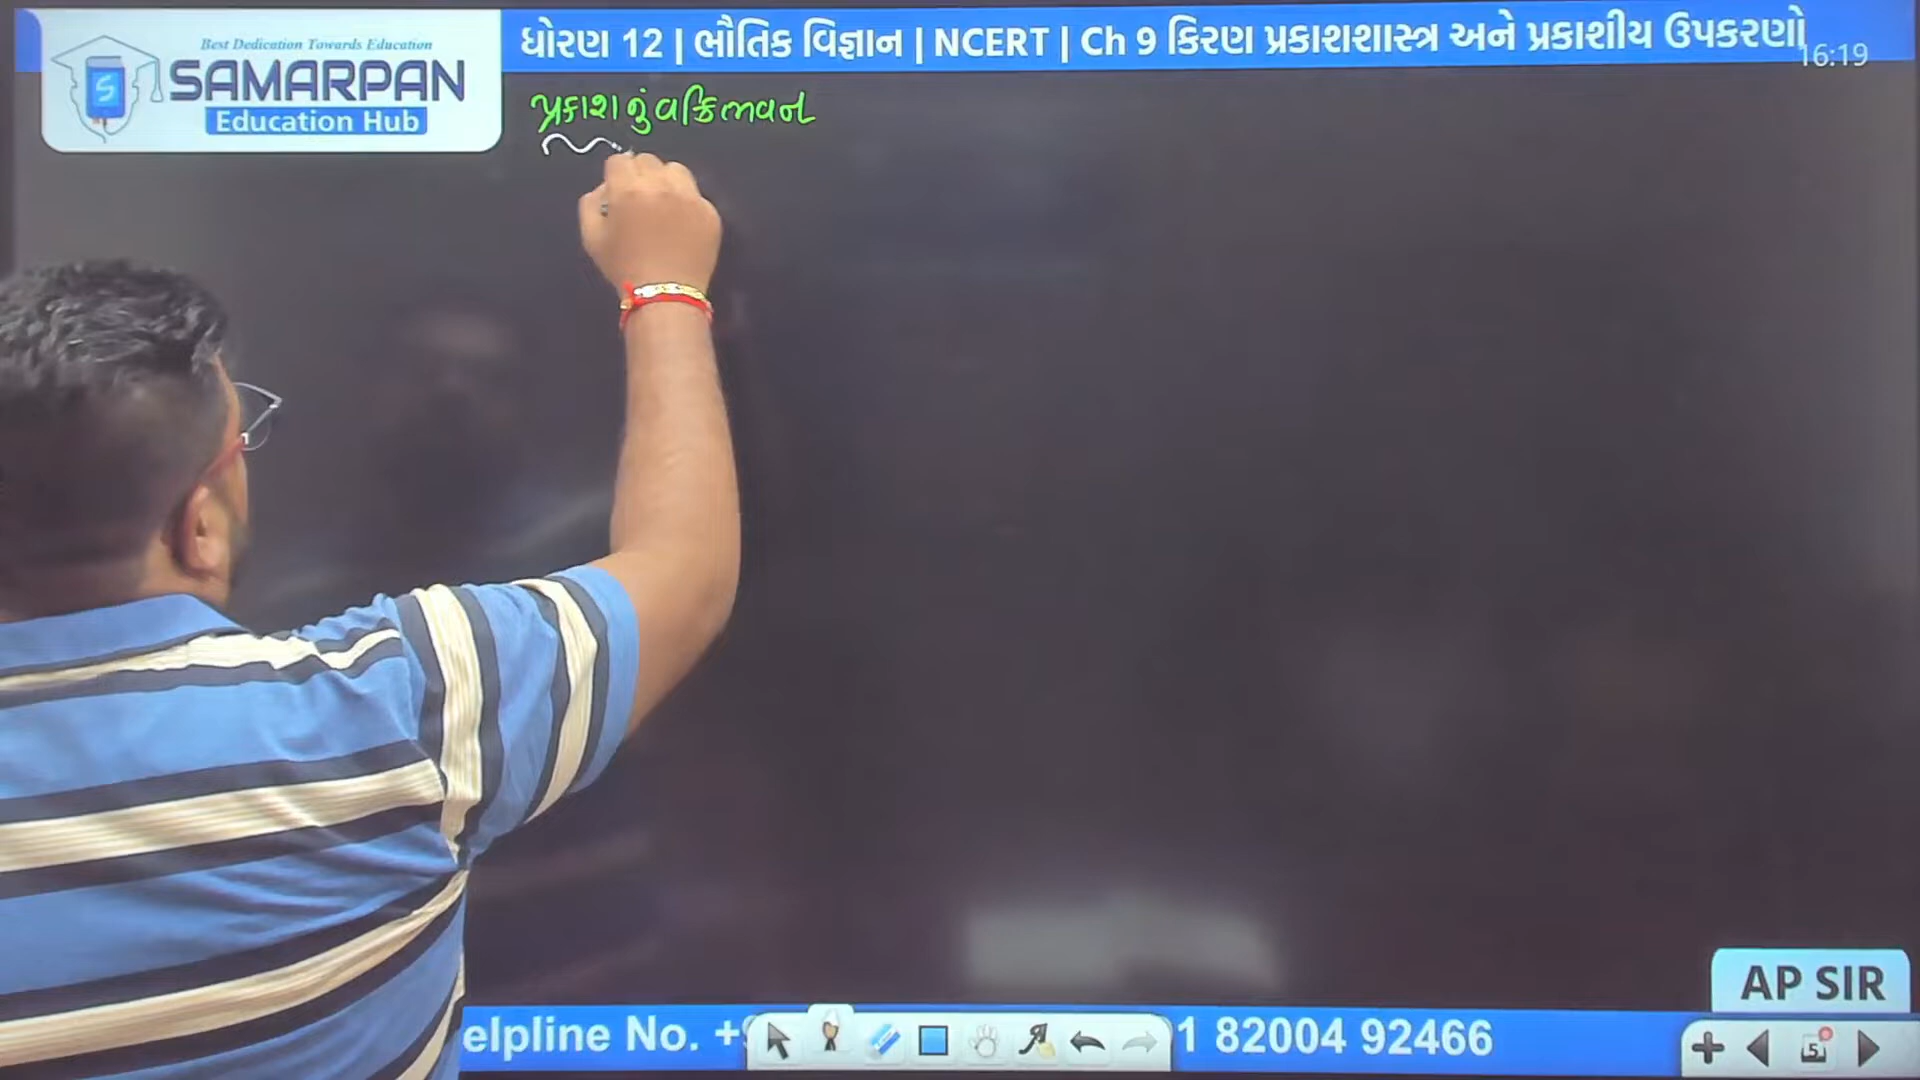 Best Dedication Towards Education
SAMARPAN
Education Hub
ધોરણ 12 | ભૌતિક વિજ્ઞાન | NCERT | Ch 9 કિરણ પ્રકાશશાસ્ત્ર અને પ્રકાશીય ઉપકરણો
16:19
પ્રકાશનું વક્રિભવન
AP SIR
elpline No. +
1 82004 92466
5